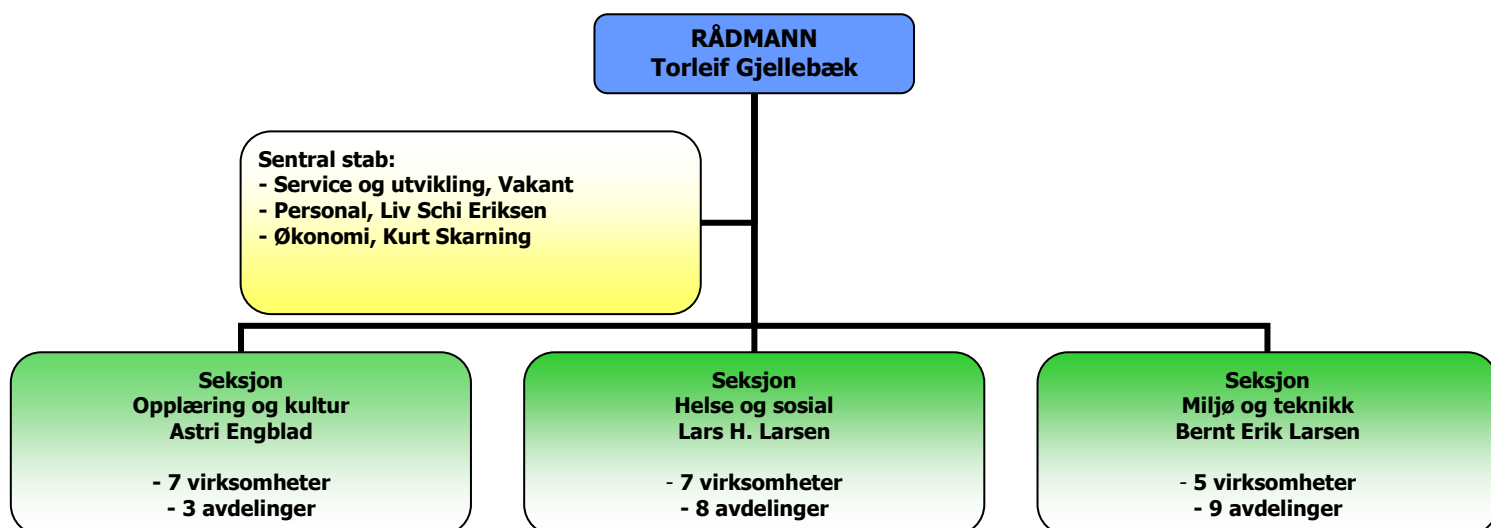 RÅDMANN
Torleif Gjellebæk
Sentral stab:
- Service og utvikling, Vakant
- Personal, Liv Schi Eriksen
- Økonomi, Kurt Skarning
Seksjon
Opplæring og kultur
Astri Engblad
- 7 virksomheter
- 3 avdelinger
Seksjon
Helse og sosial
Lars H. Larsen
- 7 virksomheter
- 8 avdelinger
Seksjon
Miljø og teknikk
Bernt Erik Larsen
- 5 virksomheter
- 9 avdelinger